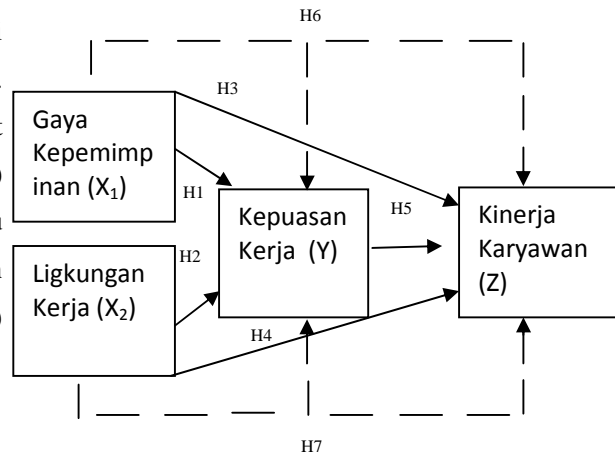 H6
H3
Gaya
Kepemimp
inan (X₁)
H1
Kepuasan
Kerja (Y)
H5
Kinerja
Karyawan
(Z)
H2
Ligkungan
Kerja (X₂)
H4
H7